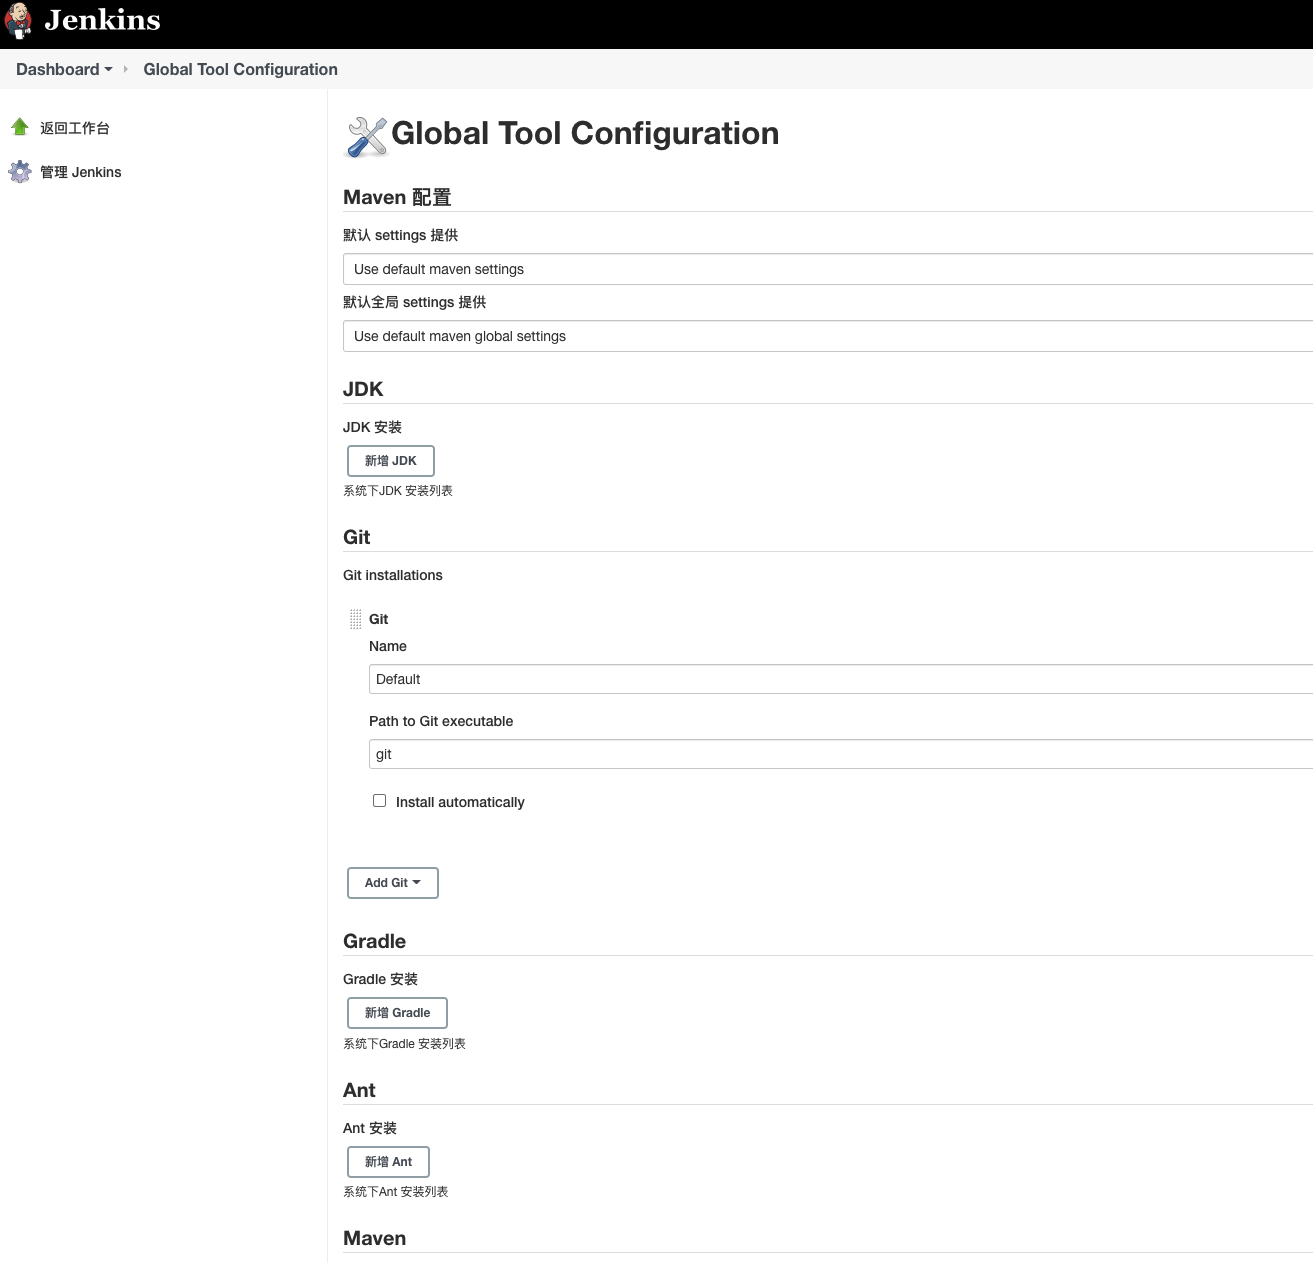 Jenkins
Dashboard Global Tool Configuration
返回工作台
管理 Jenkins
Global Tool Configuration
Maven 配置
默认 settings 提供
Use default maven settings
默认全局 settings 提供
Use default maven global settings
JDK
JDK 安装
新增 JDK
系统下JDK 安装列表
Git
Git installations
Git
Name
Default
Path to Git executable
git
Install automatically
Add Git
Gradle
Gradle 安装
新增 Gradle
系统下Gradle 安装列表
Ant
Ant 安装
新增 Ant
系统下Ant 安装列表
Maven